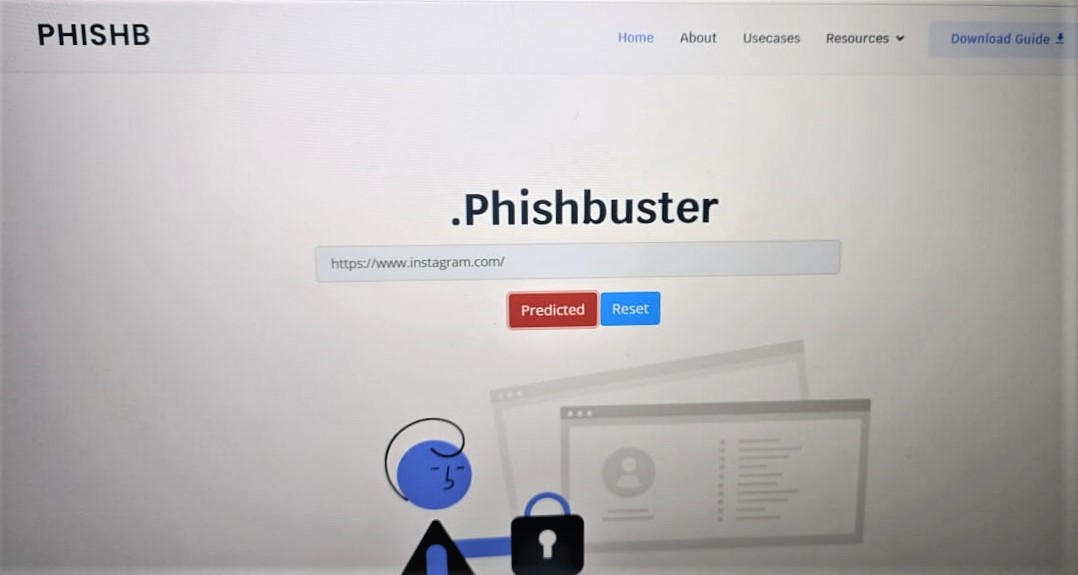 PHISHB
Home About Usecases Resources Download Guide
.Phishbuster
https://www.instagram.com/
Predicted Reset